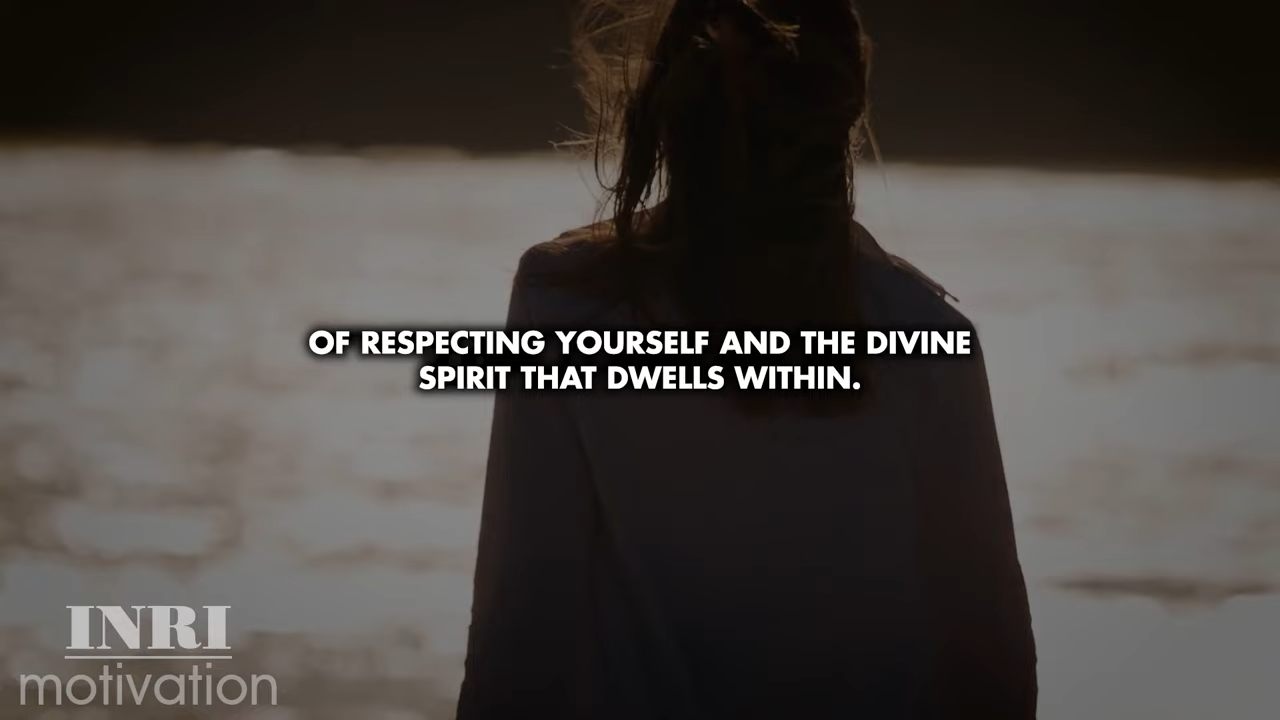 OF RESPECTING YOURSELF AND THE DIVINE
SPIRIT THAT DWELLS WITHIN.
INRI
motivation